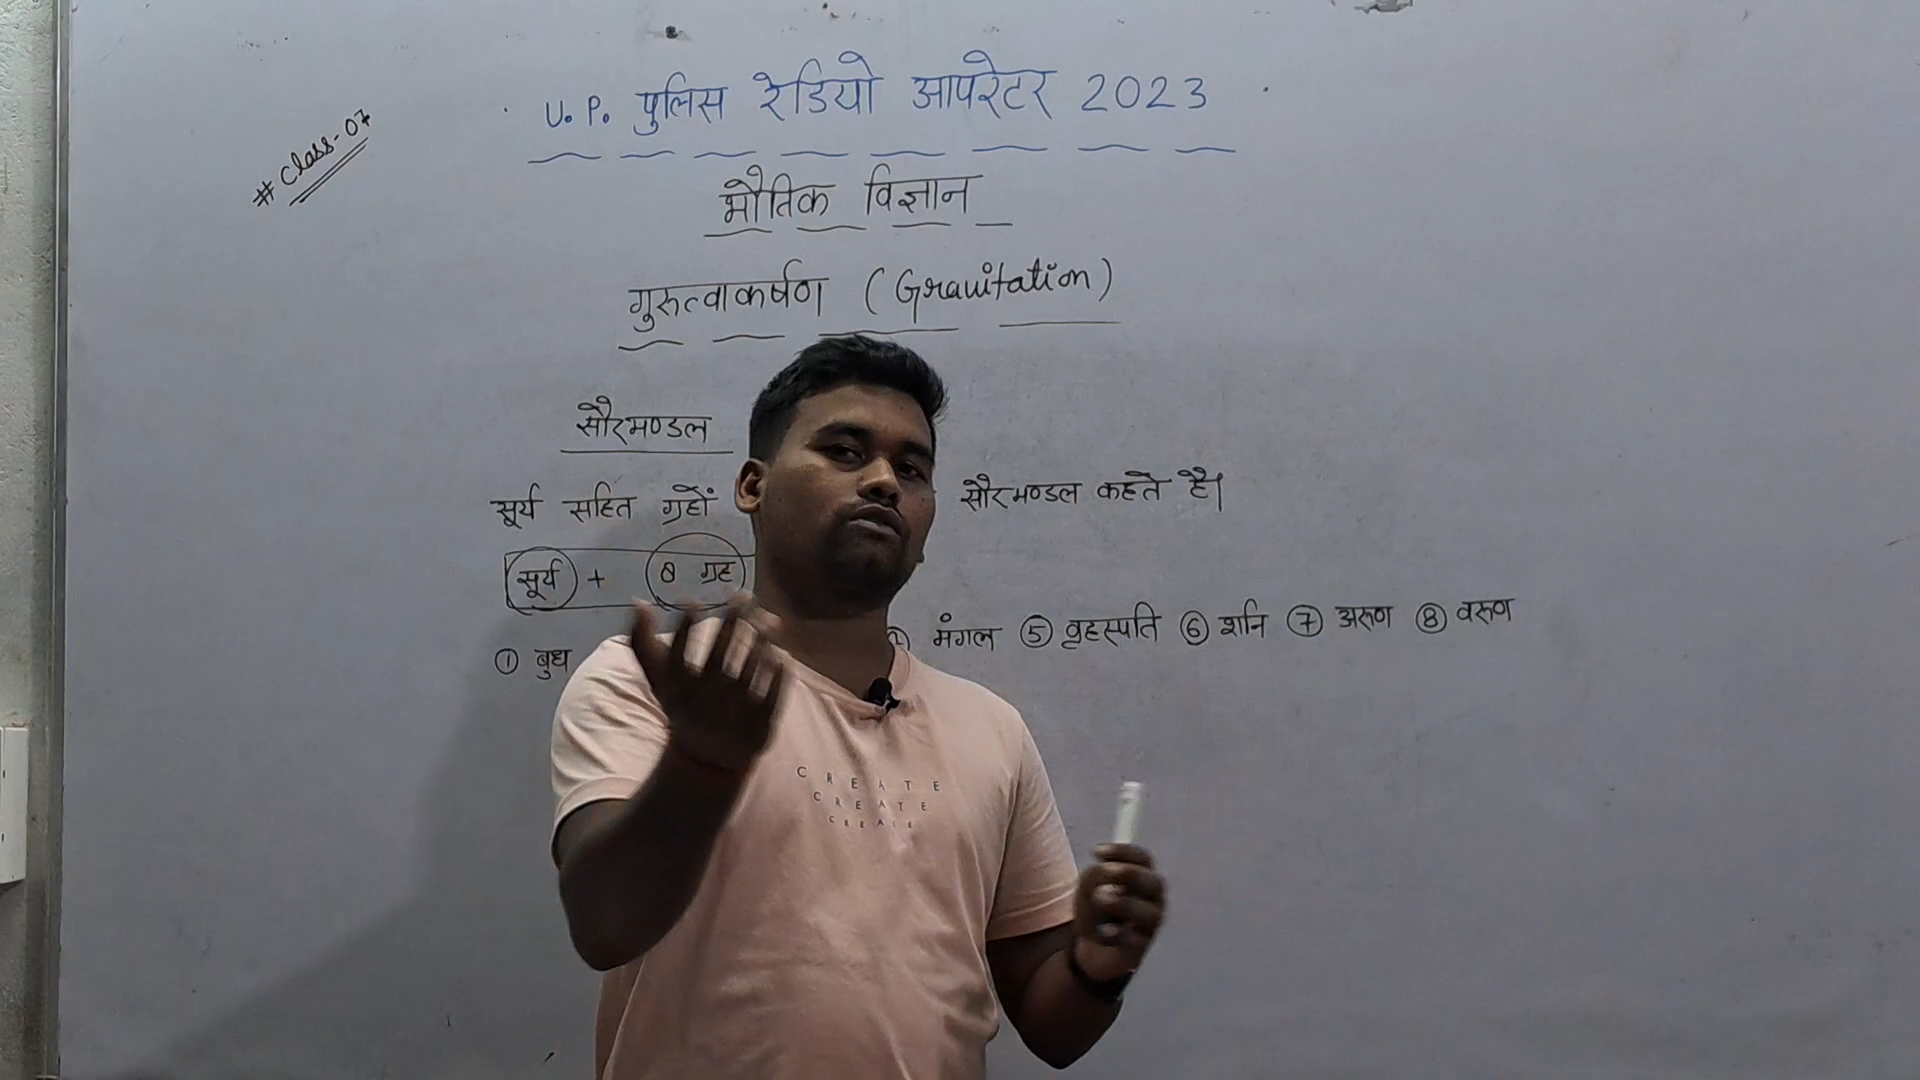 U. P. पुलिस रेडियो आपरेटर 2023
# Class-07
भौतिक विज्ञान
गुरुत्वाकर्षण (Gravitation)
सौरमण्डल
सूर्य सहित ग्रहों सौरमण्डल कहते है।
सूर्य + 8 ग्रह
① बुध मंगल ⑤ वृहस्पति ⑥ शनि ⑦ अरुण ⑧ वरुण
CREATE
CREATE
CREATE